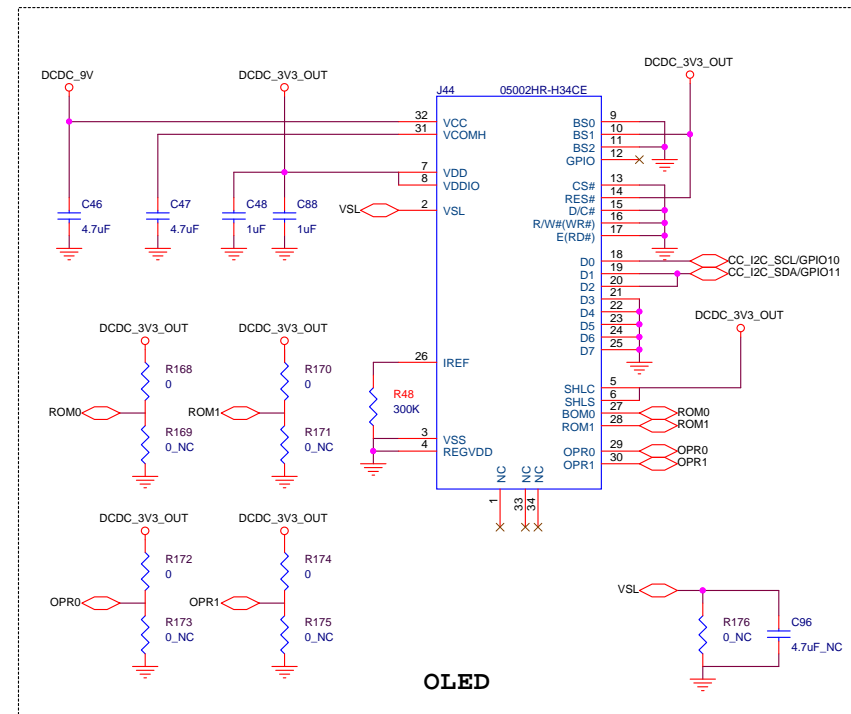 DCDC_9V
DCDC_3V3_OUT
DCDC_3V3_OUT
J44 05002HR-H34CE
32 VCC
31 VCOMH
7 VDD
8 VDDIO
VSL 2 VSL
26 IREF
3 VSS
4 REGVDD
BS0 9
BS1 10
BS2 11
GPIO 12
CS# 13
RES# 14
D/C# 15
R/W#(WR#) 16
E(RD#) 17
D0 18 CC_I2C_SCL/GPIO10
D1 19 CC_I2C_SDA/GPIO11
D2 20
D3 21
D4 22
D5 23
D6 24
D7 25
DCDC_3V3_OUT
SHLC 5
SHLS 6
BOM0 27 ROM0
ROM1 28 ROM1
OPR0 29 OPR0
OPR1 30 OPR1
NC NC NC
1 33 34
C46
4.7uF
C47
4.7uF
C48
1uF
C88
1uF
DCDC_3V3_OUT
R168
0
ROM0
R169
0_NC
DCDC_3V3_OUT
R170
0
ROM1
R171
0_NC
R48
300K
DCDC_3V3_OUT
R172
0
OPR0
R173
0_NC
DCDC_3V3_OUT
R174
0
OPR1
R175
0_NC
VSL
R176
0_NC
C96
4.7uF_NC
OLED